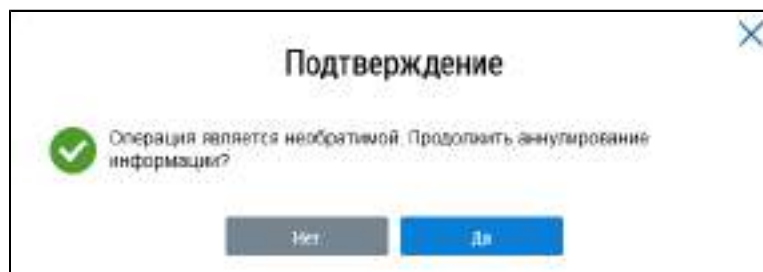 Подтверждение
Операция является необратимой. Продолжить аннулирование
информации?
Нет
Да